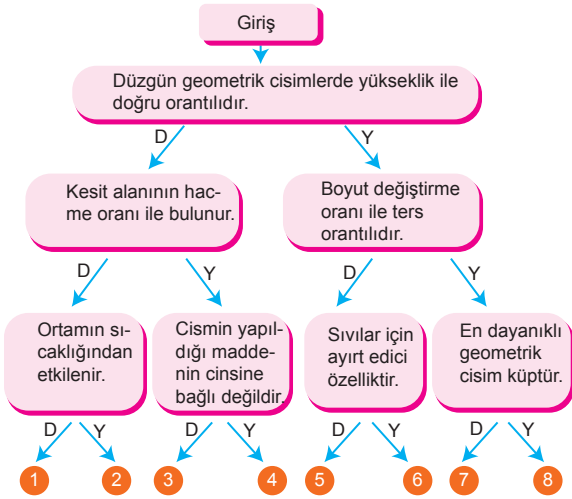 Giriş
Düzgün geometrik cisimlerde yükseklik ile
doğru orantılıdır.
D
Y
Kesit alanının hac-
me oranı ile bulunur.
Boyut değiştirme
oranı ile ters
orantılıdır.
D
Y
D
Y
Ortamın sı-
caklığından
etkilenir.
Cismin yapıl-
dığı madde-
nin cinsine
bağlı değildir.
Sıvılar için
ayırt edici
özelliktir.
En dayanıklı
geometrik
cisim küptür.
D
Y
D
Y
D
Y
D
Y
1
2
3
4
5
6
7
8